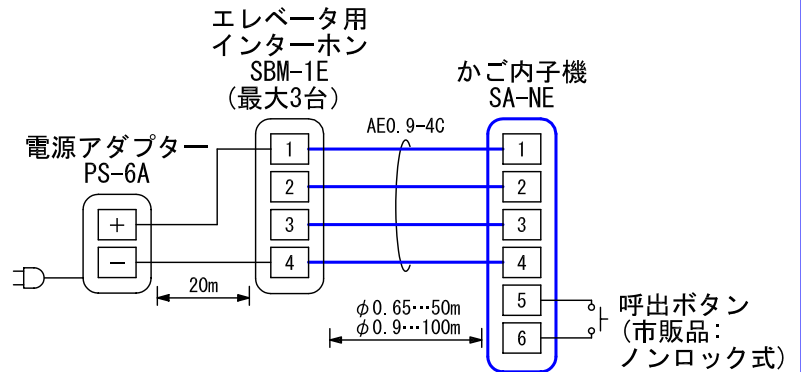 エレベータ用
インターホン
SBM-1E
(最大3台)
かご内子機
SA-NE
AE0.9-4C
電源アダプター
PS-6A
+
−
1
2
3
4
1
2
3
4
5
6
20m
φ0.65…50m
φ0.9…100m
呼出ボタン
(市販品:
ノンロック式)